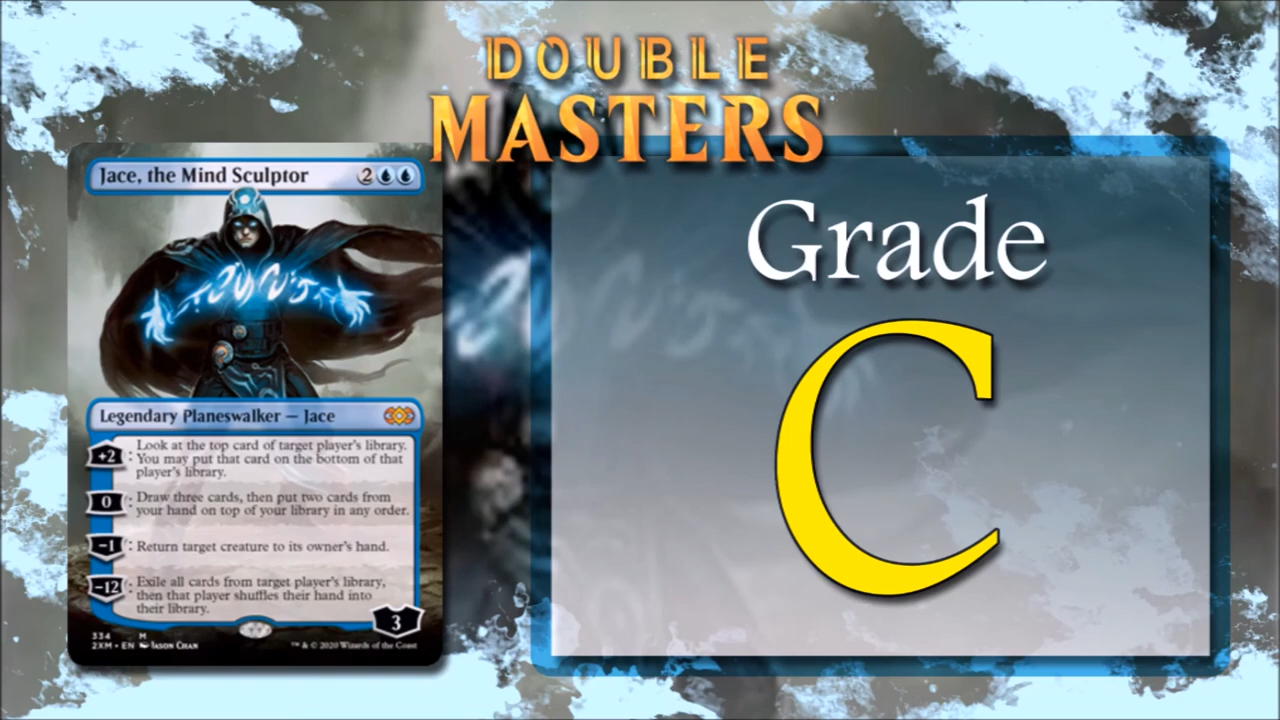 DOUBLE
MASTERS
Jace, the Mind Sculptor 2
Legendary Planeswalker — Jace
+2: Look at the top card of target player's library.
You may put that card on the bottom of that
player's library.
0: Draw three cards, then put two cards from
your hand on top of your library in any order.
−1: Return target creature to its owner's hand.
−12: Exile all cards from target player's library,
then that player shuffles their hand into
their library.
3
334 M
2XM • EN Jason Chan
™ & © 2020 Wizards of the Coast
Grade
C